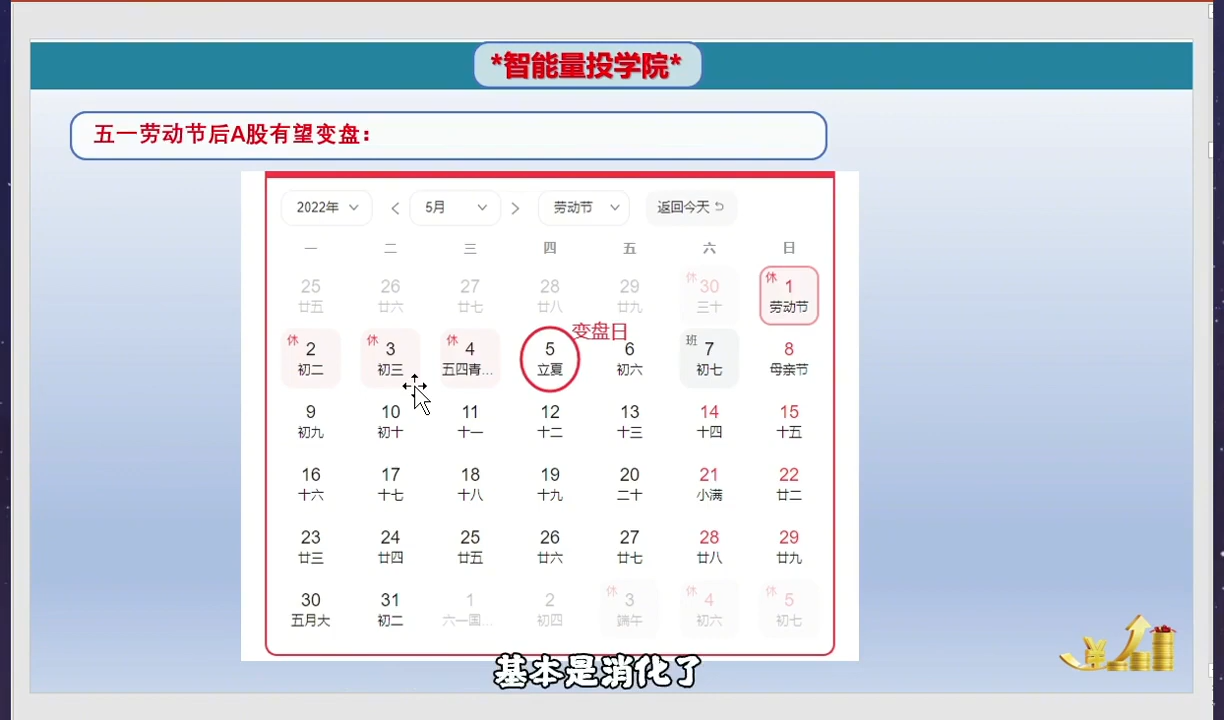 *智能量投学院*
五一劳动节后A股有望变盘：
2022年 5月 劳动节 返回今天
一 二 三 四 五 六 日
25 26 27 28 29 休 30 休 1
廿五 廿六 廿七 廿八 廿九 三十 劳动节
变盘日
休 2 休 3 休 4 5 6 班 7 8
初二 初三 五四青... 立夏 初六 初七 母亲节
9 10 11 12 13 14 15
初九 初十 十一 十二 十三 十四 十五
16 17 18 19 20 21 22
十六 十七 十八 十九 二十 小满 廿二
23 24 25 26 27 28 29
廿三 廿四 廿五 廿六 廿七 廿八 廿九
30 31 1 2 休 3 休 4 休 5
五月大 初二 六一国... 初四 端午 初六 初七
基本是消化了